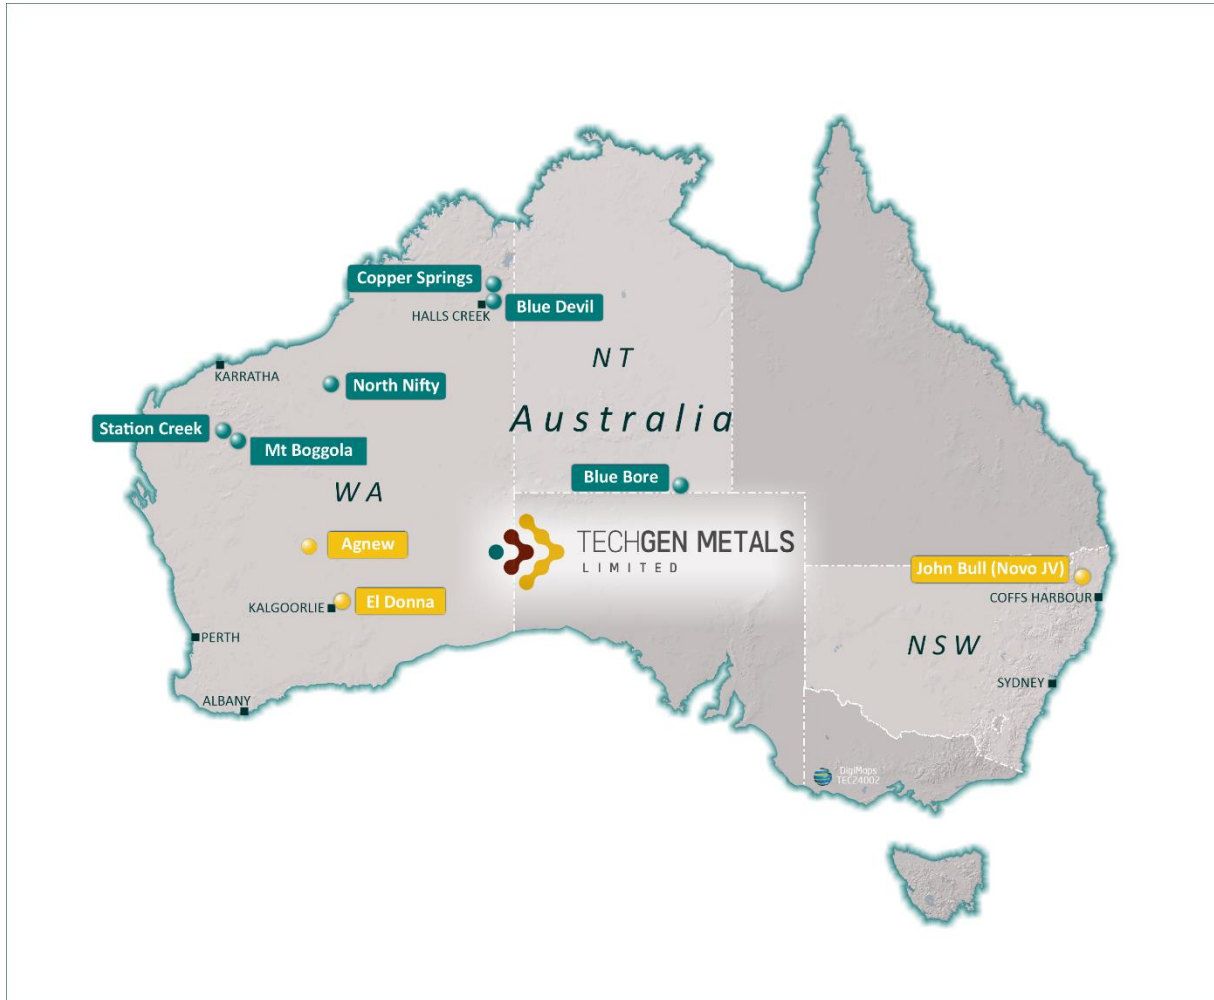 Copper Springs
Blue Devil
HALLS CREEK
NT
KARRATHA
North Nifty
Australia
Station Creek
Mt Boggola
Blue Bore
WA
TECHGEN METALS
LIMITED
Agnew
John Bull (Novo JV)
El Donna
KALGOORLIE
COFFS HARBOUR
PERTH
NSW
SYDNEY
ALBANY
DigiMaps
TEC24002